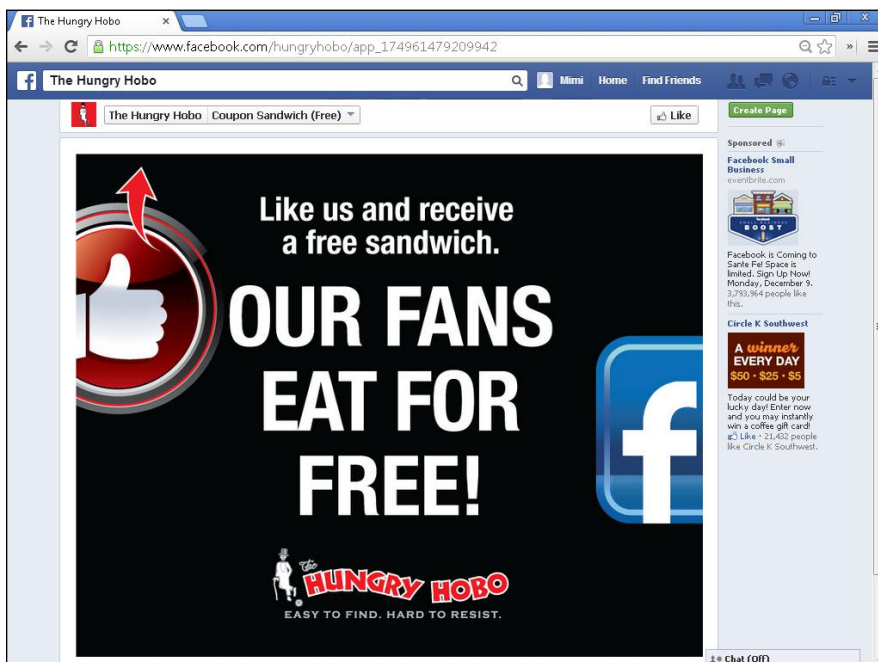 The Hungry Hobo
https://www.facebook.com/hungryhobo/app_174961479209942
The Hungry Hobo
Mimi Home Find Friends
The Hungry Hobo Coupon Sandwich (Free)
Like
Create Page
Like us and receive
a free sandwich.
OUR FANS
EAT FOR
FREE!
The
HUNGRY HOBO
EASY TO FIND. HARD TO RESIST.
Sponsored
Facebook Small
Business
eventbrite.com
Facebook
SMALL BUSINESS
BOOST
Facebook is Coming to
Santa Fe! Space is
limited. Sign Up Now!
Monday, December 9.
3,793,964 people like
this.
Circle K Southwest
A winner
EVERY DAY
$50 • $25 • $5
Today could be your
lucky day! Enter now
and you may instantly
win a coffee gift card!
Like · 21,432 people
like Circle K Southwest.
Chat (Off)